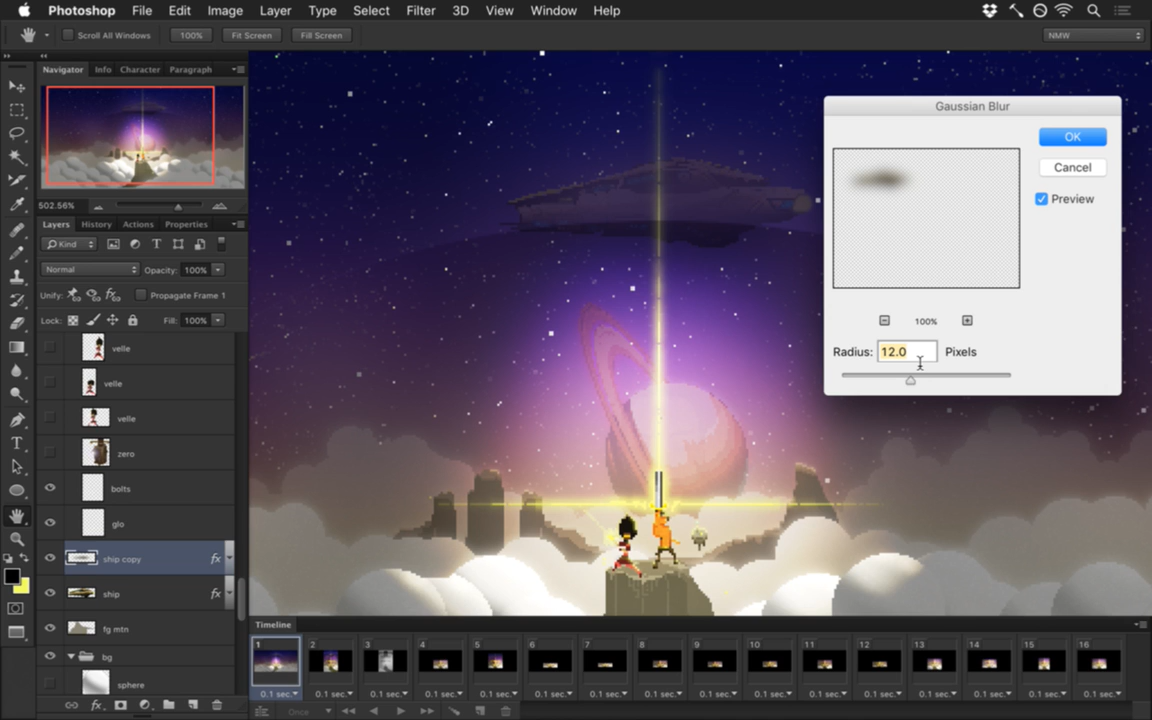 Photoshop File Edit Image Layer Type Select Filter 3D View Window Help
Scroll All Windows 100% Fit Screen Fill Screen NMW
Navigator Info Character Paragraph
502.56%
Layers History Actions Properties
Kind
Normal Opacity: 100%
Unify: Propagate Frame 1
Lock: Fill: 100%
velle
velle
velle
zero
bolts
glo
ship copy fx
ship fx
fg mtn
bg
sphere
fx
Gaussian Blur
OK
Cancel
Preview
100%
Radius: 12.0 Pixels
Timeline
1 2 3 4 5 6 7 8 9 10 11 12 13 14 15 16
0.1 sec. 0.1 sec. 0.1 sec. 0.1 sec. 0.1 sec. 0.1 sec. 0.1 sec. 0.1 sec. 0.1 sec. 0.1 sec. 0.1 sec. 0.1 sec. 0.1 sec. 0.1 sec. 0.1 sec. 0.1 sec.
Once